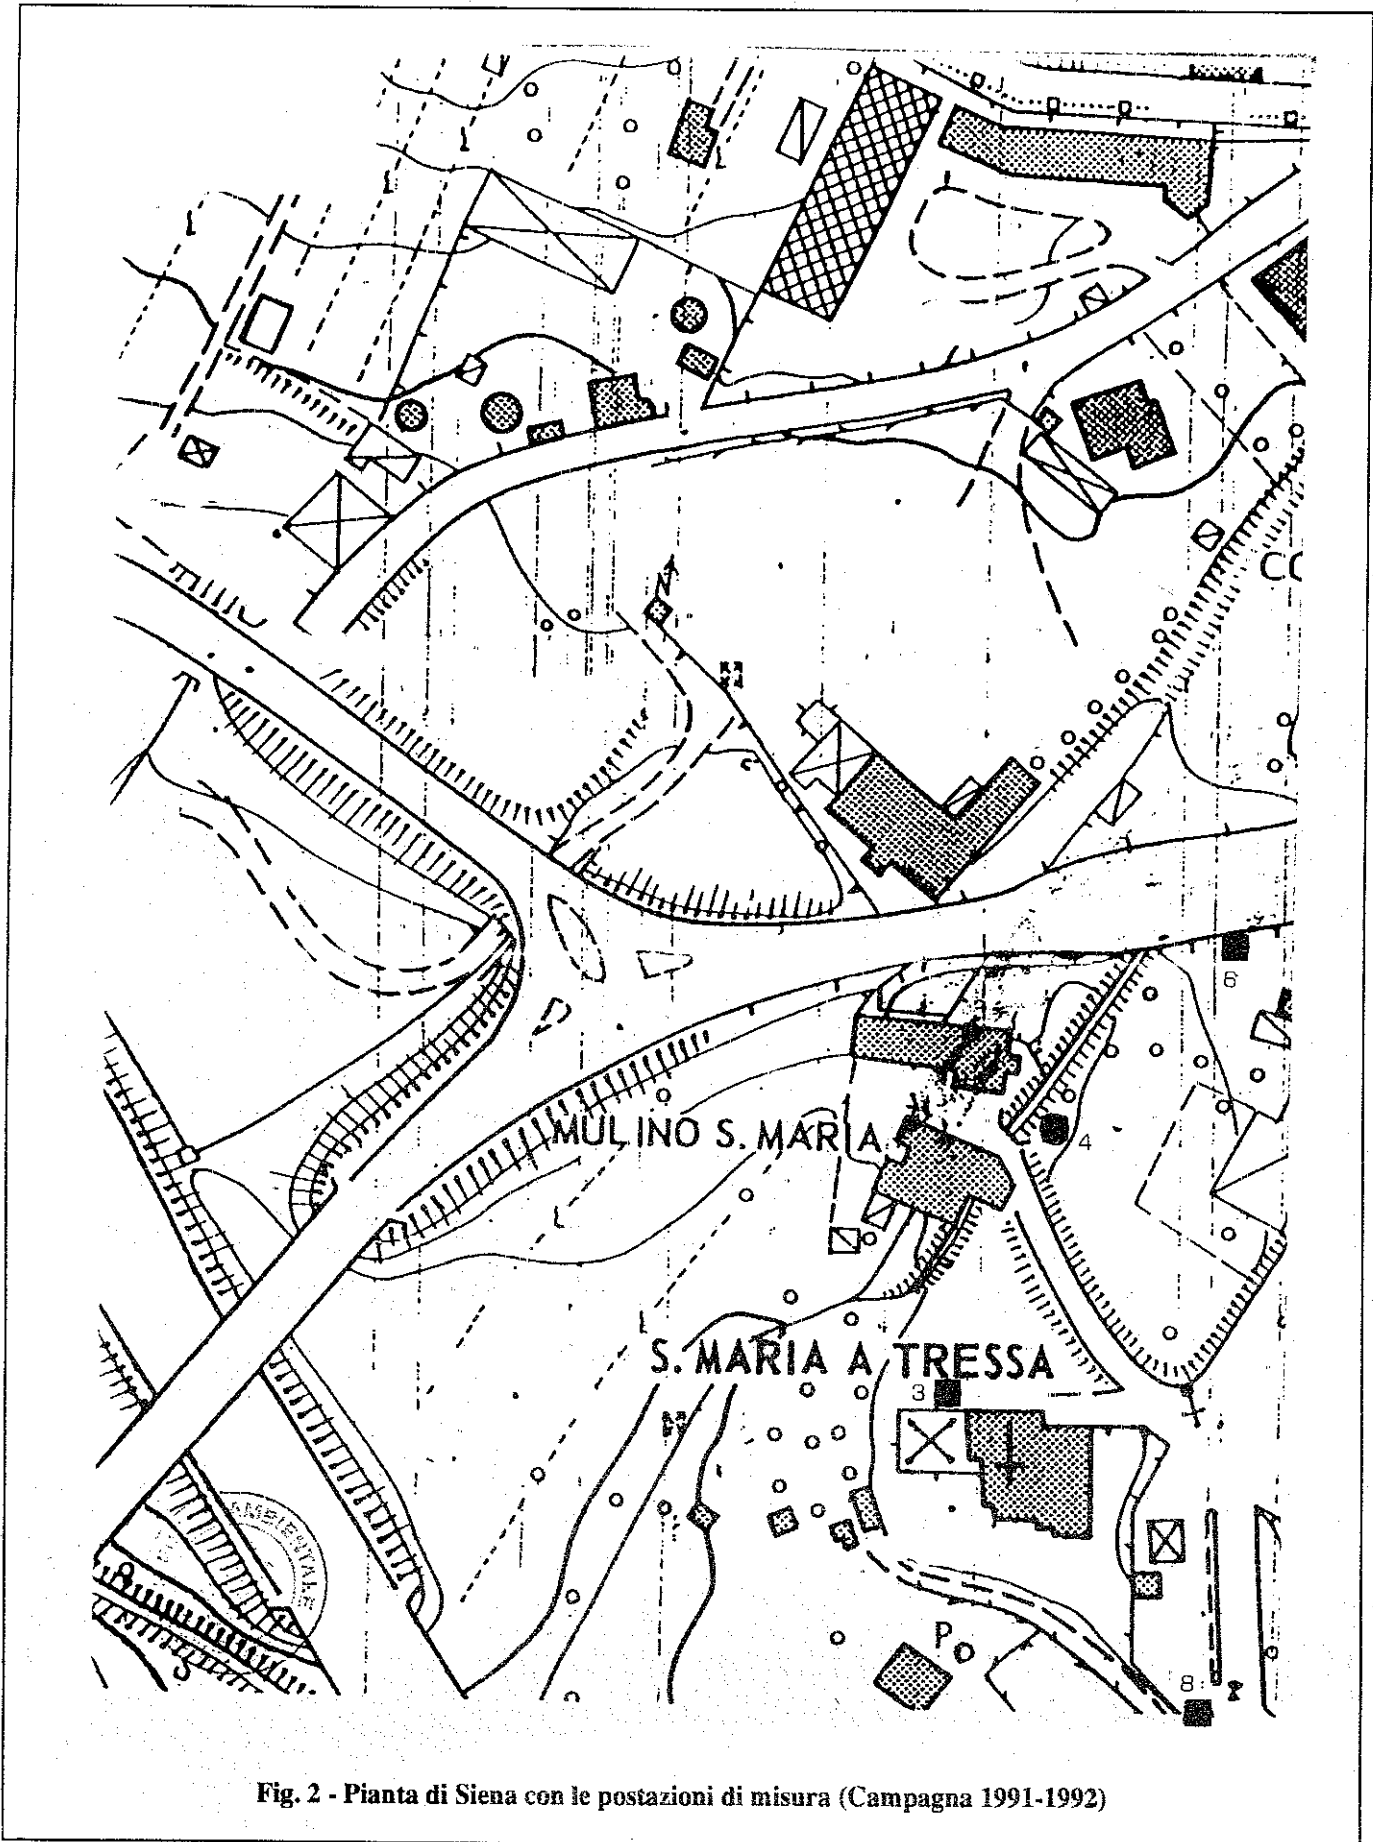 N
CO
6
MULINO S. MARIA
4
S. MARIA A TRESSA
3
AMBIENTALE
P
8
Fig. 2 - Pianta di Siena con le postazioni di misura (Campagna 1991-1992)